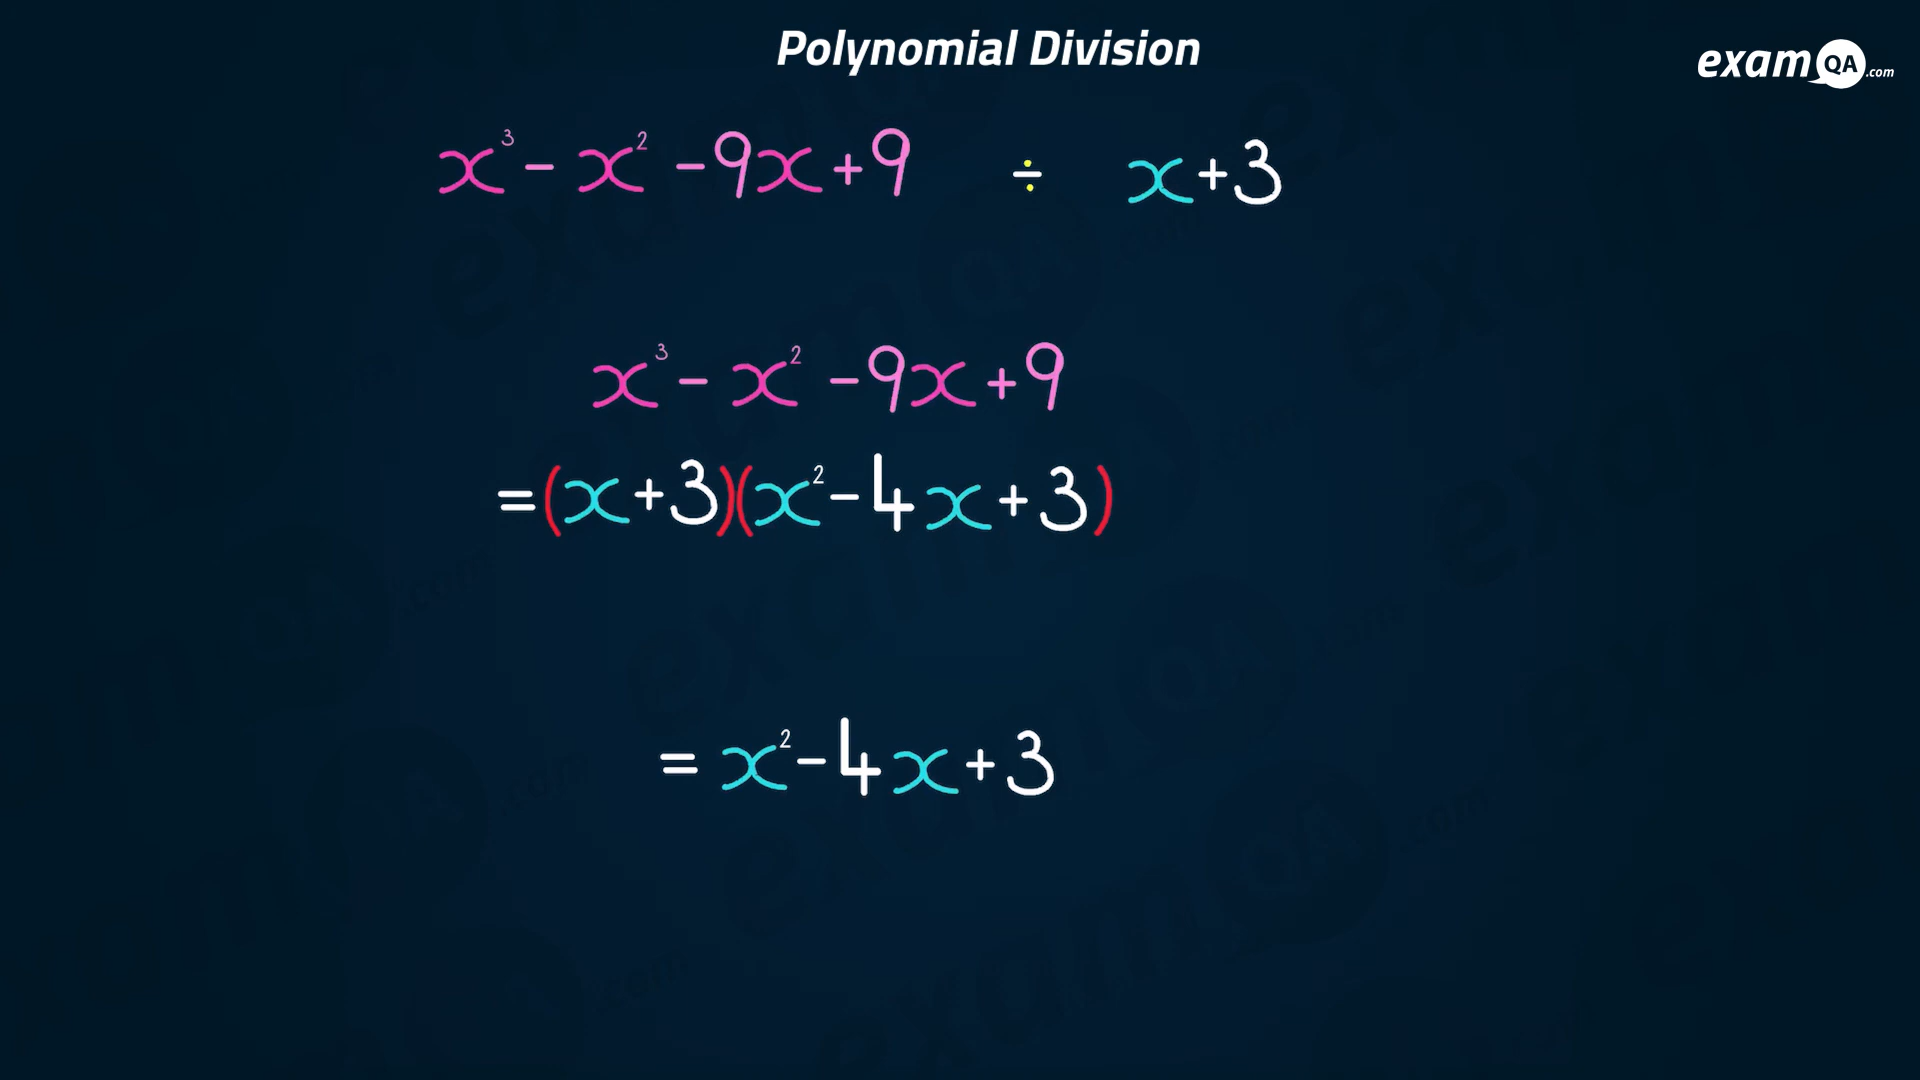 Polynomial Division
examQA.com
x³ - x² - 9x + 9 ÷ x + 3
x³ - x² - 9x + 9
= (x + 3)(x² - 4x + 3)
= x² - 4x + 3